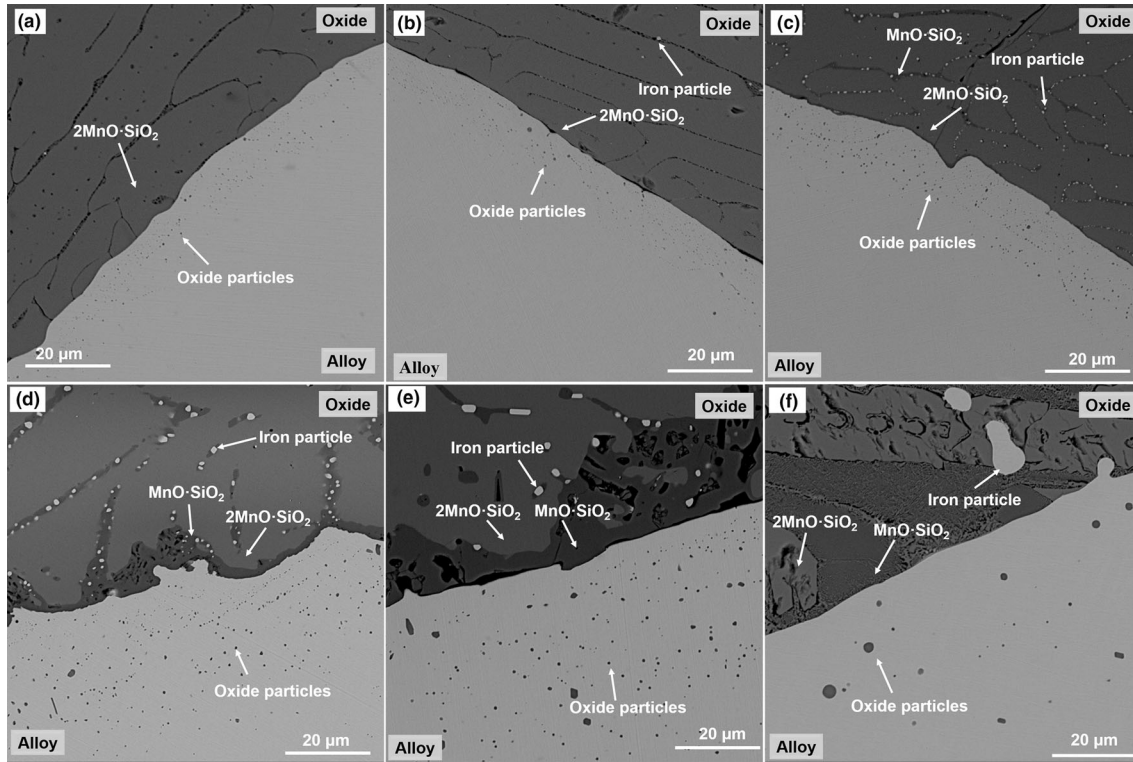 (a)
Oxide
2MnO·SiO₂
Oxide particles
20 µm
Alloy
(b)
Oxide
Iron particle
2MnO·SiO₂
Oxide particles
Alloy
20 µm
(c)
Oxide
MnO·SiO₂
Iron particle
2MnO·SiO₂
Oxide particles
Alloy
20 µm
(d)
Oxide
Iron particle
MnO·SiO₂
2MnO·SiO₂
Oxide particles
Alloy
20 µm
(e)
Oxide
Iron particle
2MnO·SiO₂
MnO·SiO₂
Oxide particles
Alloy
20 µm
(f)
Oxide
Iron particle
2MnO·SiO₂
MnO·SiO₂
Oxide particles
Alloy
20 µm